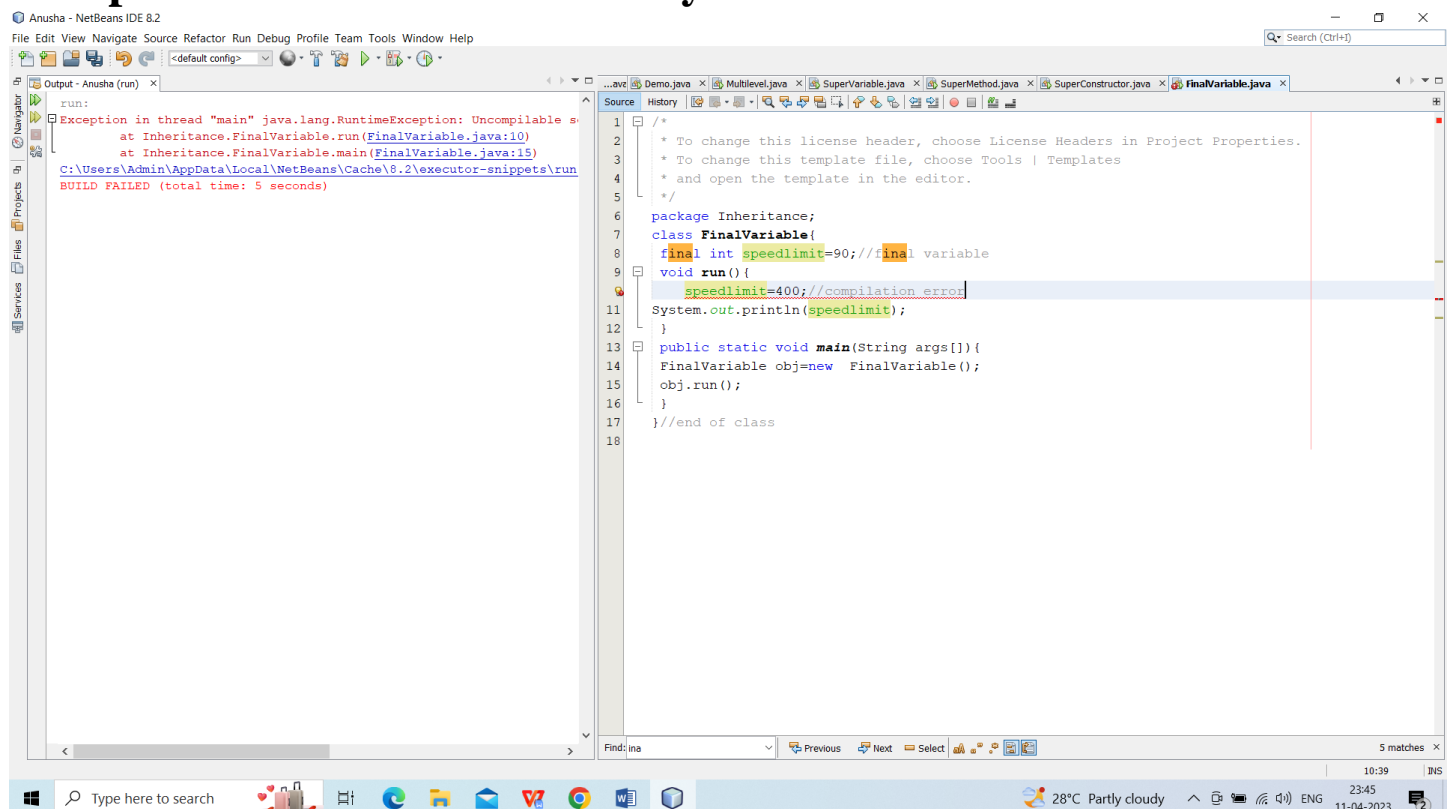 Anusha - NetBeans IDE 8.2
File Edit View Navigate Source Refactor Run Debug Profile Team Tools Window Help
Search (Ctrl+I)
<default config>
Output - Anusha (run)
run:
Exception in thread "main" java.lang.RuntimeException: Uncompilable s
at Inheritance.FinalVariable.run(FinalVariable.java:10)
at Inheritance.FinalVariable.main(FinalVariable.java:15)
C:\Users\Admin\AppData\Local\NetBeans\Cache\8.2\executor-snippets\run
BUILD FAILED (total time: 5 seconds)
Navigator
Projects
Files
Services
...ava Demo.java Multilevel.java SuperVariable.java SuperMethod.java SuperConstructor.java FinalVariable.java
Source History
1 /*
2 * To change this license header, choose License Headers in Project Properties.
3 * To change this template file, choose Tools | Templates
4 * and open the template in the editor.
5 */
6 package Inheritance;
7 class FinalVariable{
8 final int speedlimit=90;//final variable
9 void run(){
speedlimit=400;//compilation error
11 System.out.println(speedlimit);
12 }
13 public static void main(String args[]){
14 FinalVariable obj=new  FinalVariable();
15 obj.run();
16 }
17 }//end of class
18
Find: ina Previous Next Select 5 matches
10:39 INS
Type here to search
28°C Partly cloudy ENG 23:45
11-04-2023
2